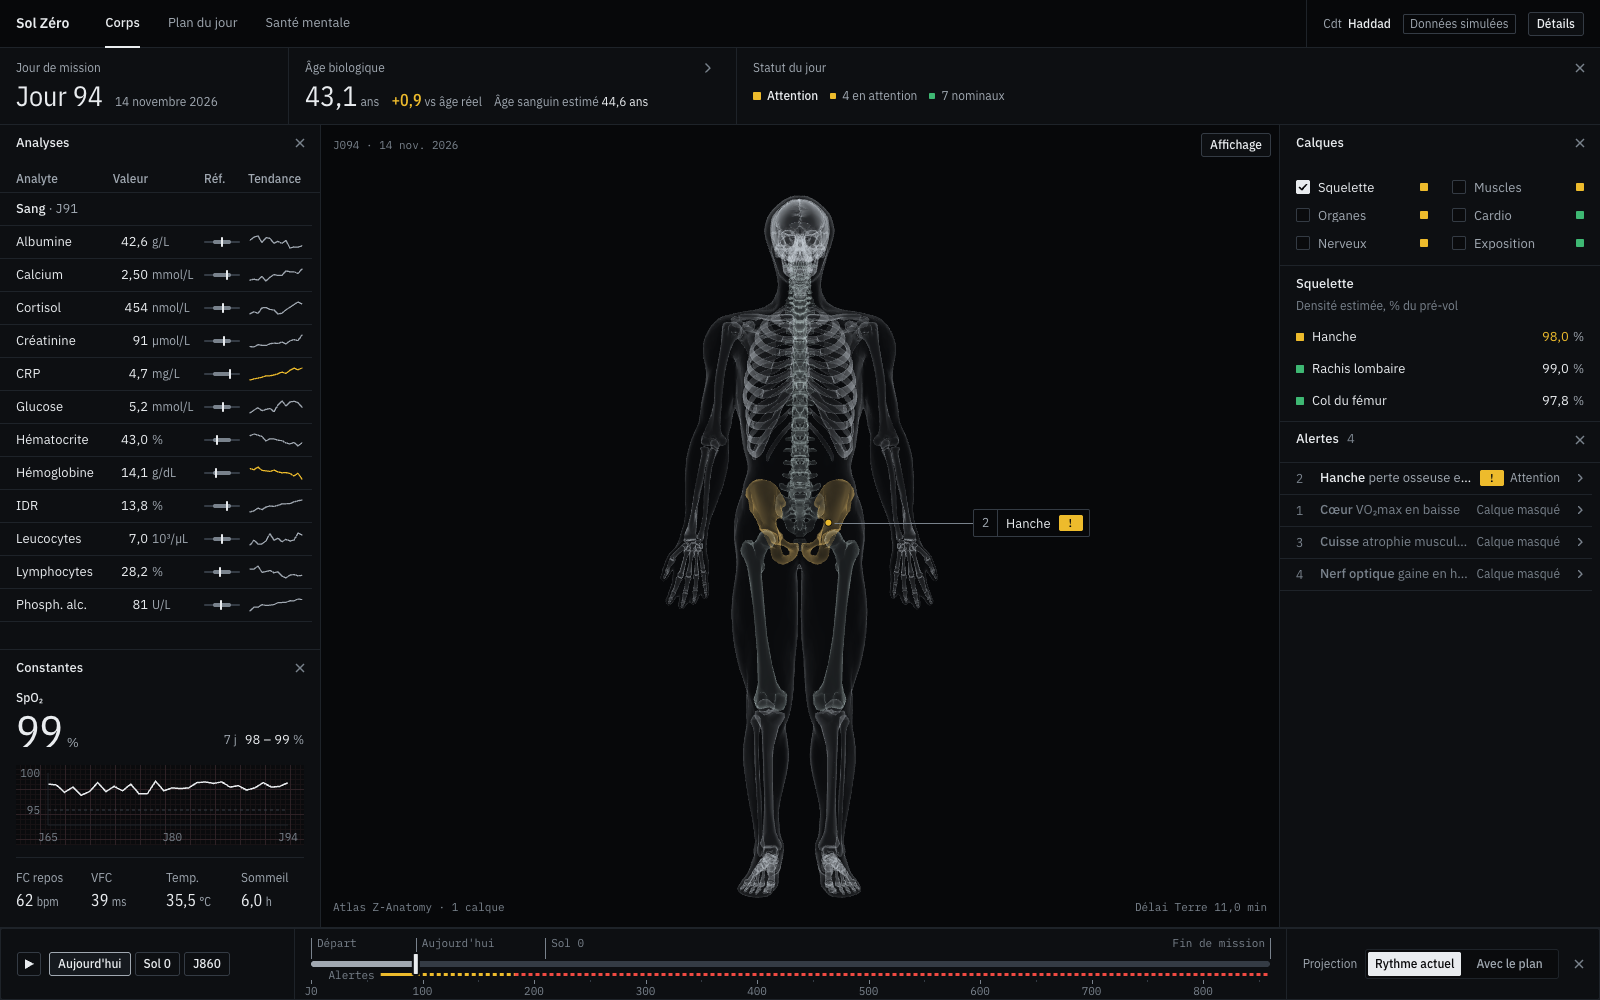 Sol Zéro Corps Plan du jour Santé mentale Cdt Haddad Données simulées Détails
Jour de mission
Jour 94 14 novembre 2026
Âge biologique
43,1 ans +0,9 vs âge réel Âge sanguin estimé 44,6 ans
Statut du jour
Attention 4 en attention 7 nominaux
Analyses
Analyte Valeur Réf. Tendance
Sang · J91
Albumine 42,6 g/L
Calcium 2,50 mmol/L
Cortisol 454 nmol/L
Créatinine 91 µmol/L
CRP 4,7 mg/L
Glucose 5,2 mmol/L
Hématocrite 43,0 %
Hémoglobine 14,1 g/dL
IDR 13,8 %
Leucocytes 7,0 10³/µL
Lymphocytes 28,2 %
Phosph. alc. 81 U/L
Constantes
SpO₂
99 % 7 j 98 – 99 %
100
95
J65 J80 J94
FC repos VFC Temp. Sommeil
62 bpm 39 ms 35,5 °C 6,0 h
J094 · 14 nov. 2026 Affichage
2 Hanche !
Atlas Z-Anatomy · 1 calque Délai Terre 11,0 min
Calques
Squelette Muscles
Organes Cardio
Nerveux Exposition
Squelette
Densité estimée, % du pré-vol
Hanche 98,0 %
Rachis lombaire 99,0 %
Col du fémur 97,8 %
Alertes 4
2 Hanche perte osseuse e... ! Attention
1 Cœur VO₂max en baisse Calque masqué
3 Cuisse atrophie muscul... Calque masqué
4 Nerf optique gaine en h... Calque masqué
Aujourd'hui Sol 0 J860
Départ Aujourd'hui Sol 0 Fin de mission
Alertes
J0 100 200 300 400 500 600 700 800
Projection Rythme actuel Avec le plan